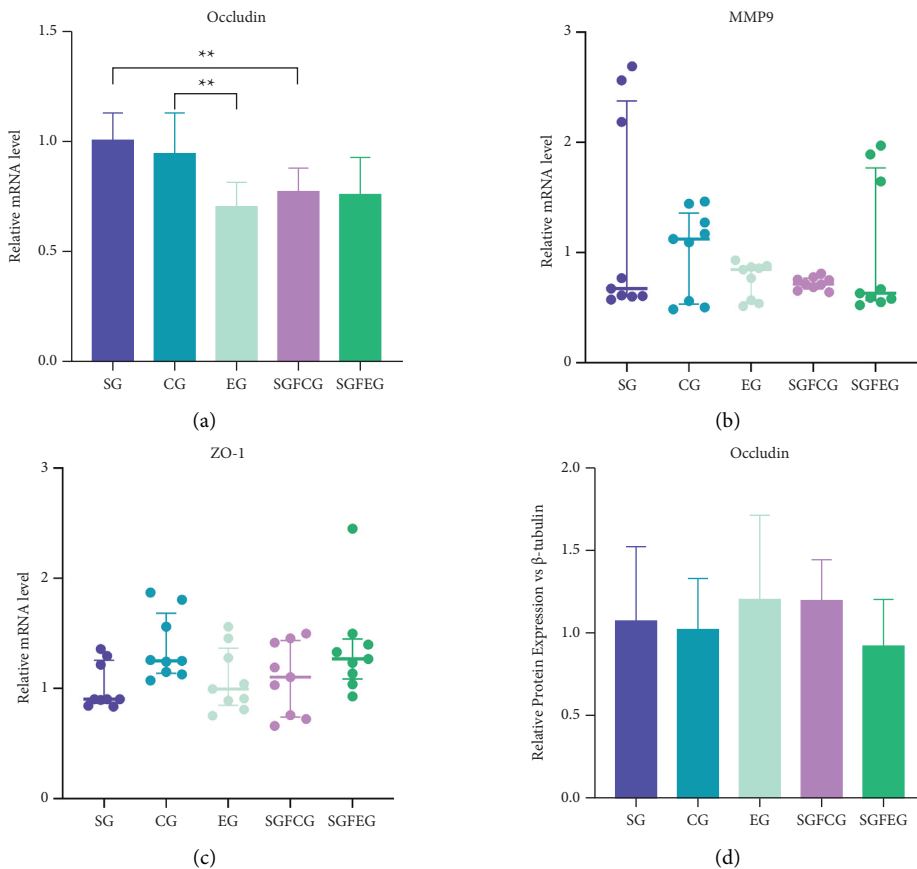 Occludin
Relative mRNA level
1.5
1.0
0.5
0.0
**
**
SG CG EG SGFCG SGFEG
(a)
MMP9
Relative mRNA level
3
2
1
0
SG CG EG SGFCG SGFEG
(b)
ZO-1
Relative mRNA level
3
2
1
0
SG CG EG SGFCG SGFEG
(c)
Occludin
Relative Protein Expression vs β-tubulin
2.0
1.5
1.0
0.5
0.0
SG CG EG SGFCG SGFEG
(d)